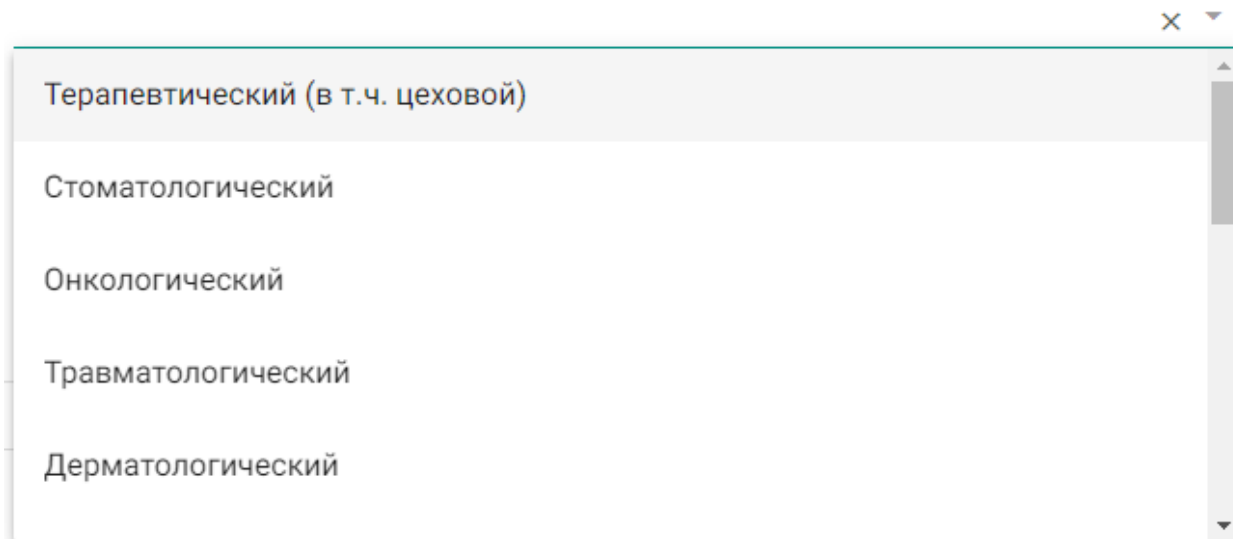 Терапевтический (в т.ч. цеховой)
Стоматологический
Онкологический
Травматологический
Дерматологический